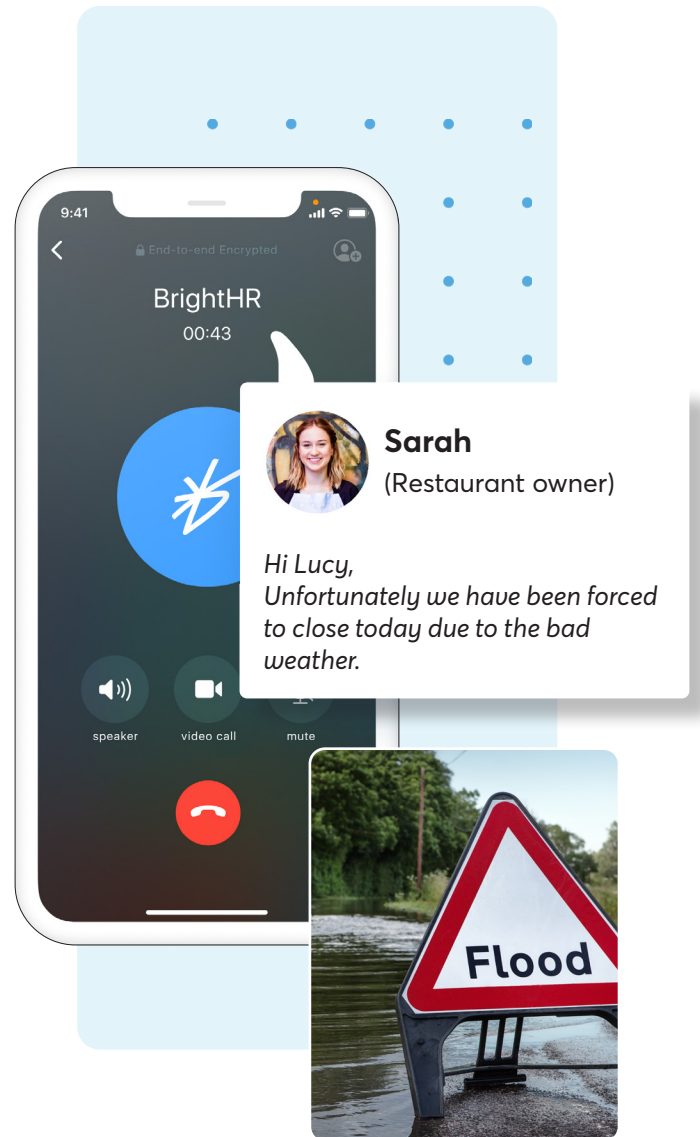 9:41
End-to-end Encrypted
BrightHR
00:43
Sarah
(Restaurant owner)
Hi Lucy,
Unfortunately we have been forced
to close today due to the bad
weather.
speaker
video call
mute
Flood